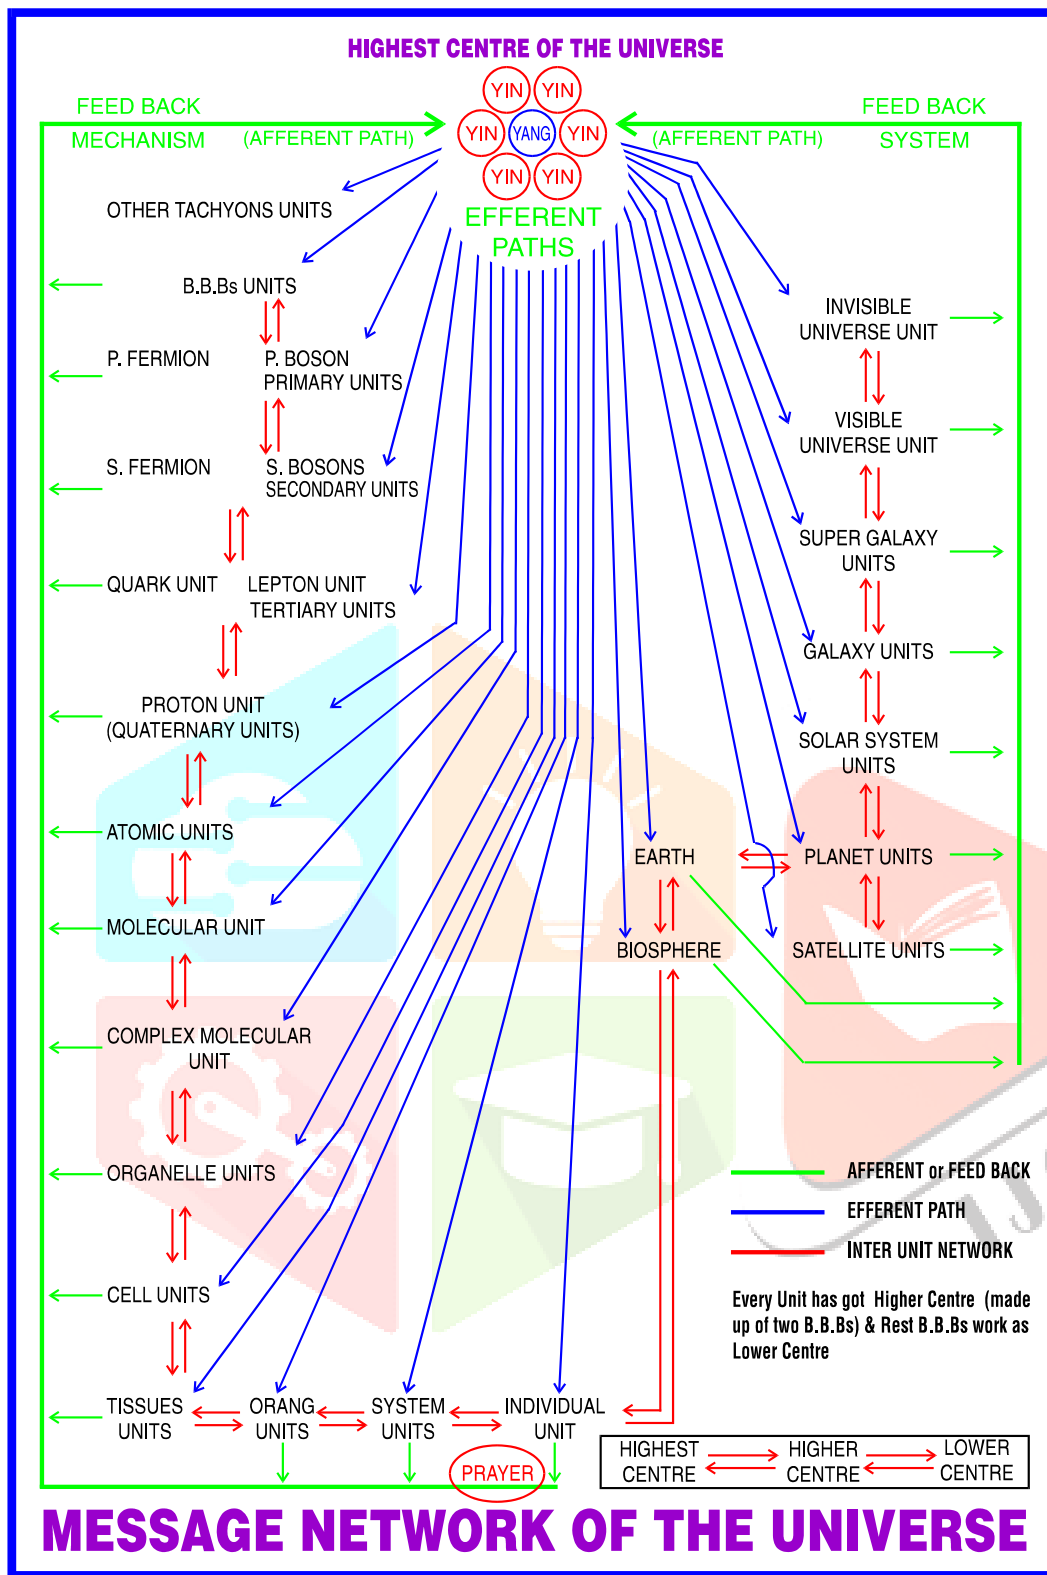 HIGHEST CENTRE OF THE UNIVERSE
YIN YIN
YIN YANG YIN
YIN YIN
FEED BACK
MECHANISM (AFFERENT PATH)
FEED BACK
(AFFERENT PATH) SYSTEM
EFFERENT
PATHS
OTHER TACHYONS UNITS
B.B.Bs UNITS
P. FERMION P. BOSON
PRIMARY UNITS
S. FERMION S. BOSONS
SECONDARY UNITS
QUARK UNIT LEPTON UNIT
TERTIARY UNITS
PROTON UNIT
(QUATERNARY UNITS)
ATOMIC UNITS
MOLECULAR UNIT
COMPLEX MOLECULAR
UNIT
ORGANELLE UNITS
CELL UNITS
TISSUES
UNITS
ORANG
UNITS
SYSTEM
UNITS
INDIVIDUAL
UNIT
PRAYER
INVISIBLE
UNIVERSE UNIT
VISIBLE
UNIVERSE UNIT
SUPER GALAXY
UNITS
GALAXY UNITS
SOLAR SYSTEM
UNITS
EARTH PLANET UNITS
BIOSPHERE SATELLITE UNITS
AFFERENT or FEED BACK
EFFERENT PATH
INTER UNIT NETWORK
Every Unit has got Higher Centre (made
up of two B.B.Bs) & Rest B.B.Bs work as
Lower Centre
HIGHEST HIGHER LOWER
CENTRE CENTRE CENTRE
MESSAGE NETWORK OF THE UNIVERSE